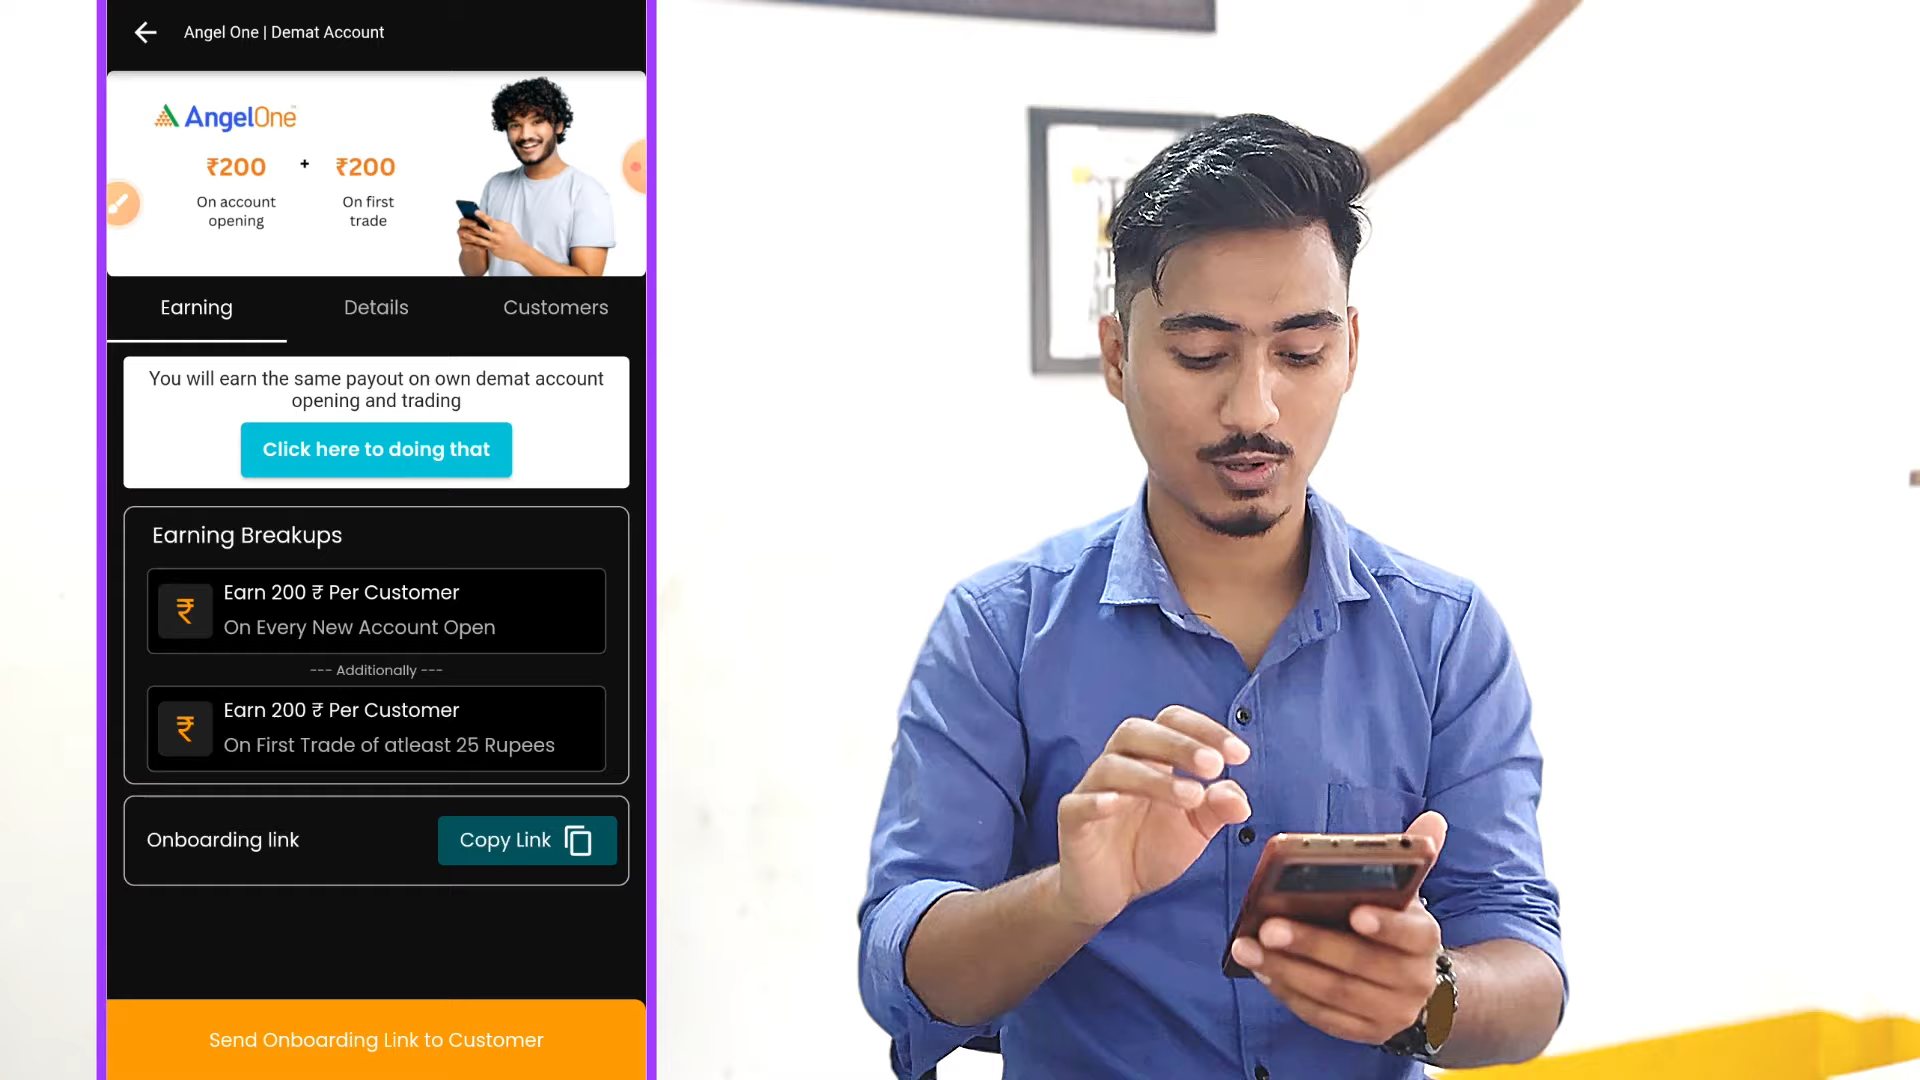 Angel One | Demat Account
AngelOne
₹200 + ₹200
On account
opening
On first
trade
Earning Details Customers
You will earn the same payout on own demat account
opening and trading
Click here to doing that
Earning Breakups
₹
Earn 200 ₹ Per Customer
On Every New Account Open
--- Additionally ---
₹
Earn 200 ₹ Per Customer
On First Trade of atleast 25 Rupees
Onboarding link
Copy Link
Send Onboarding Link to Customer